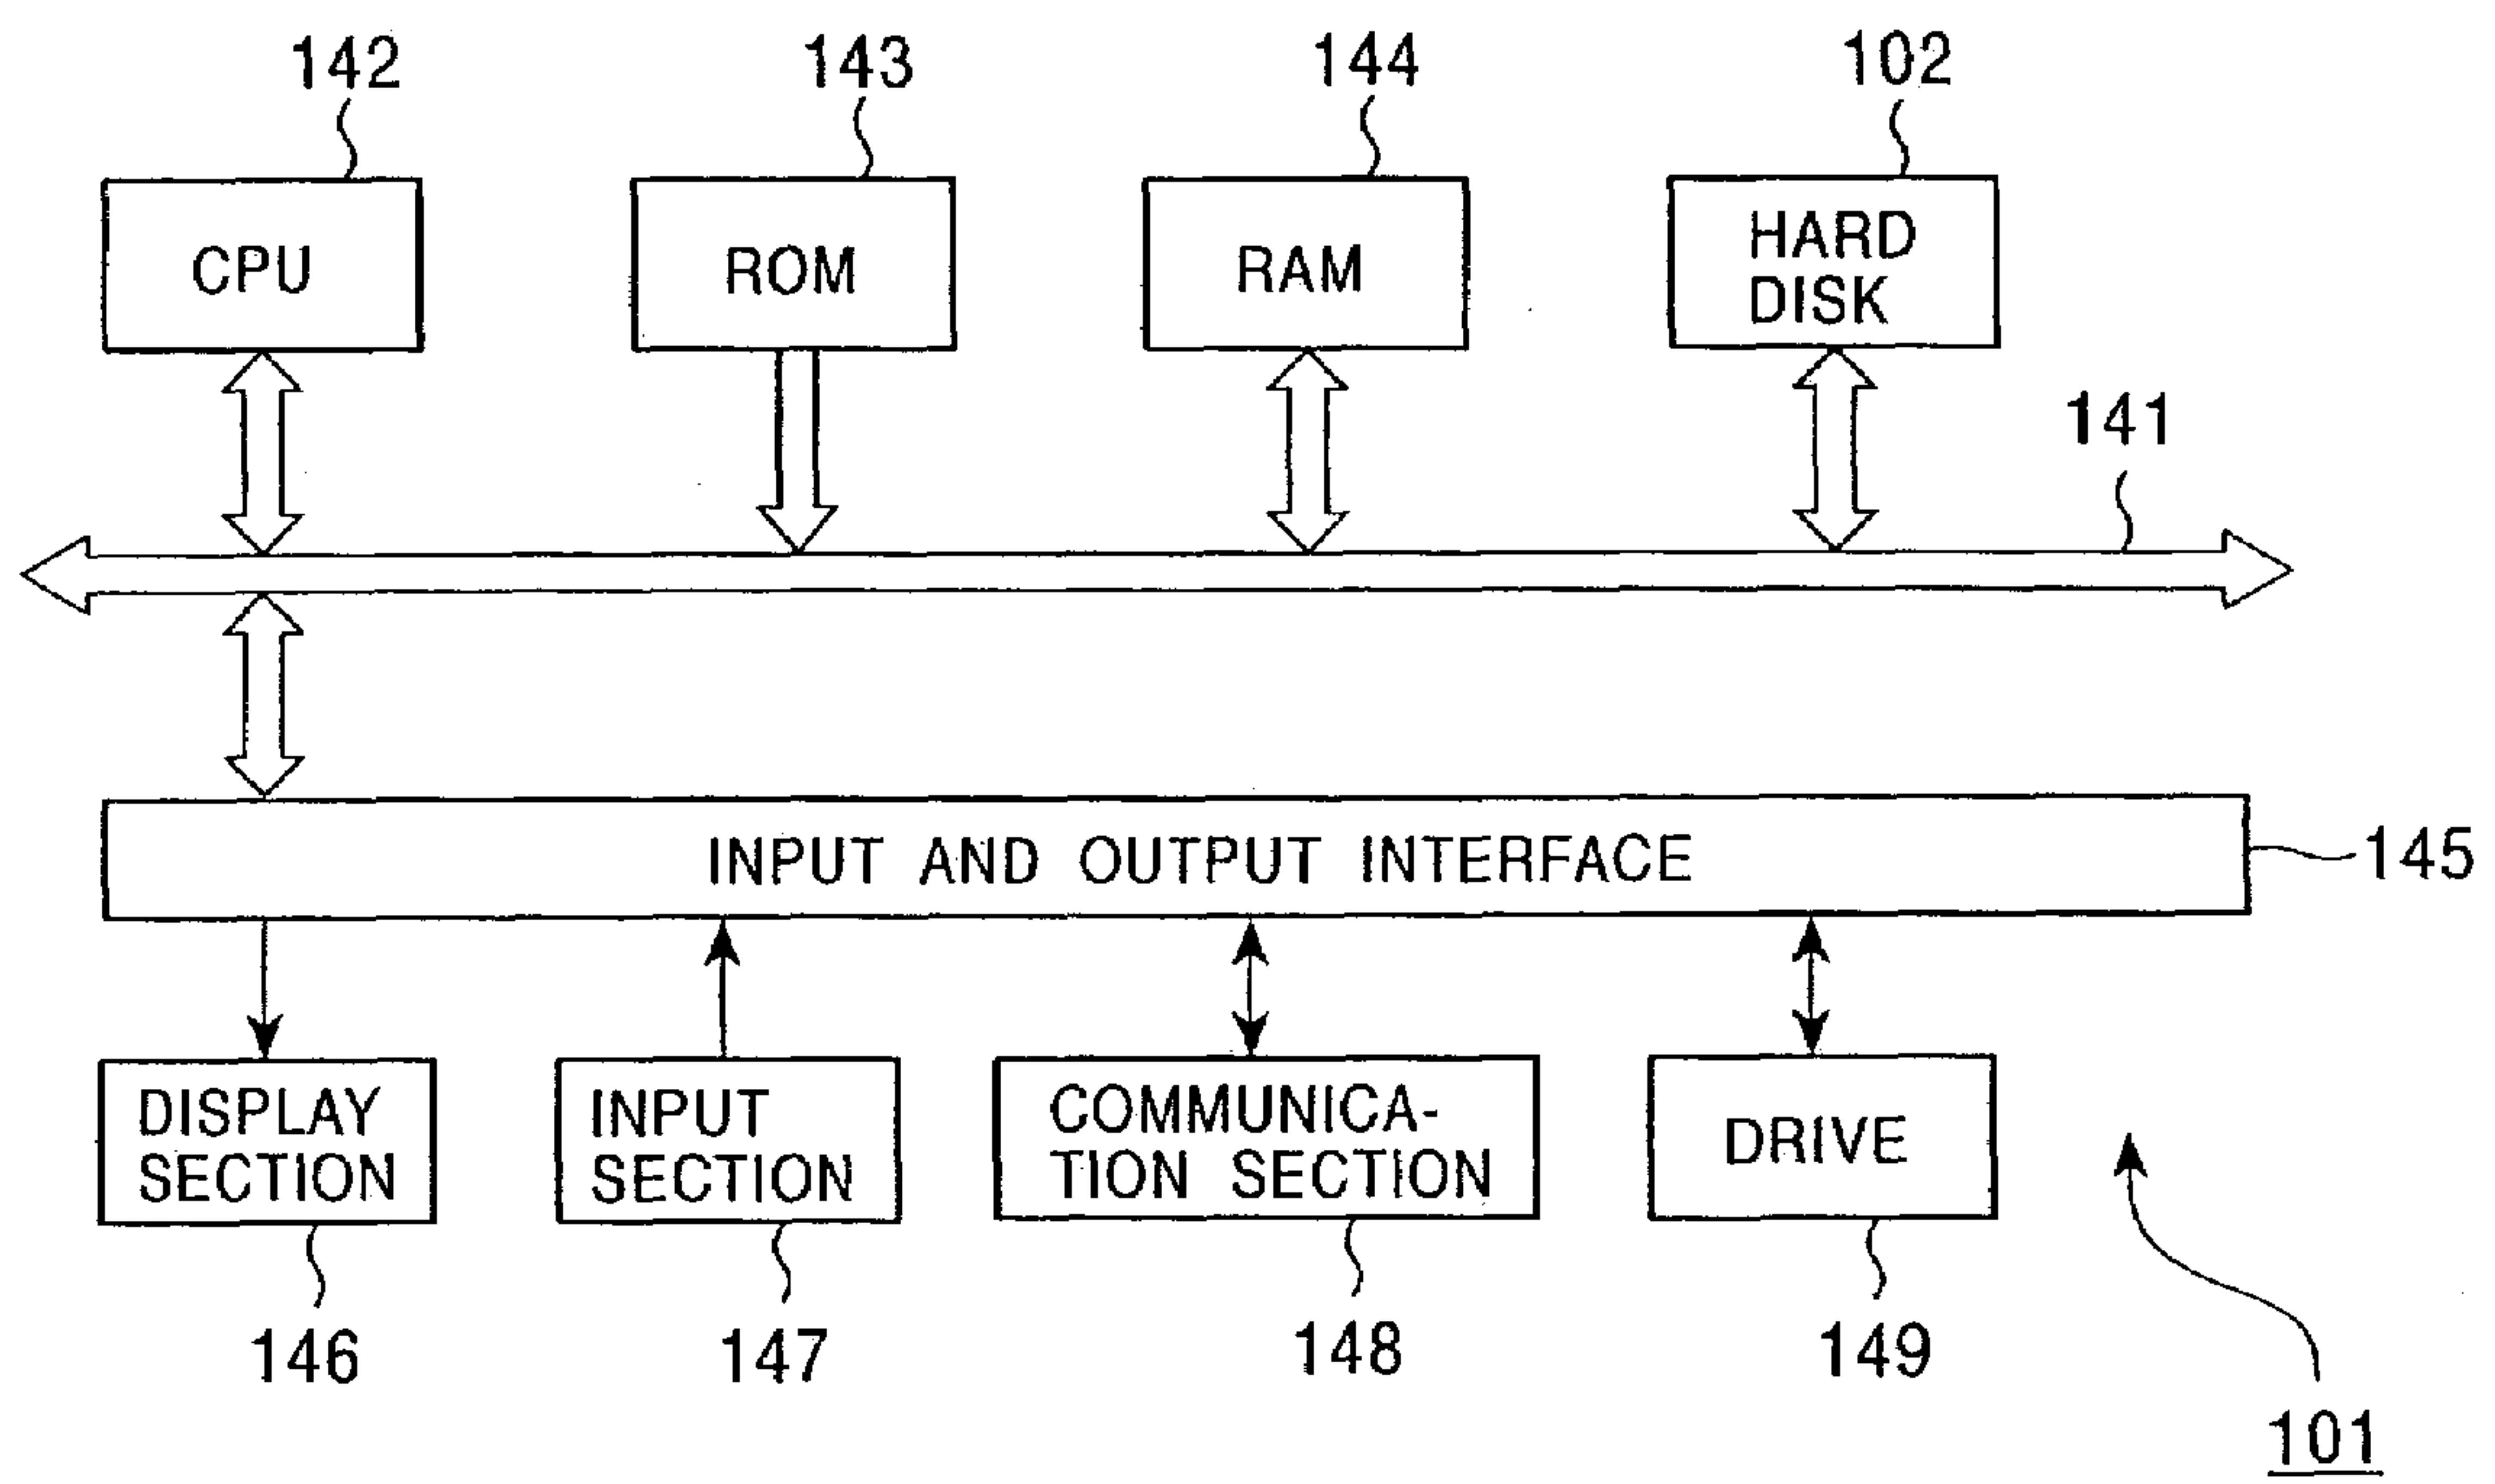 142
143
144
102
CPU
ROM
RAM
HARD
DISK
141
INPUT AND OUTPUT INTERFACE
145
DISPLAY
SECTION
INPUT
SECTION
COMMUNICA-
TION SECTION
DRIVE
146
147
148
149
101